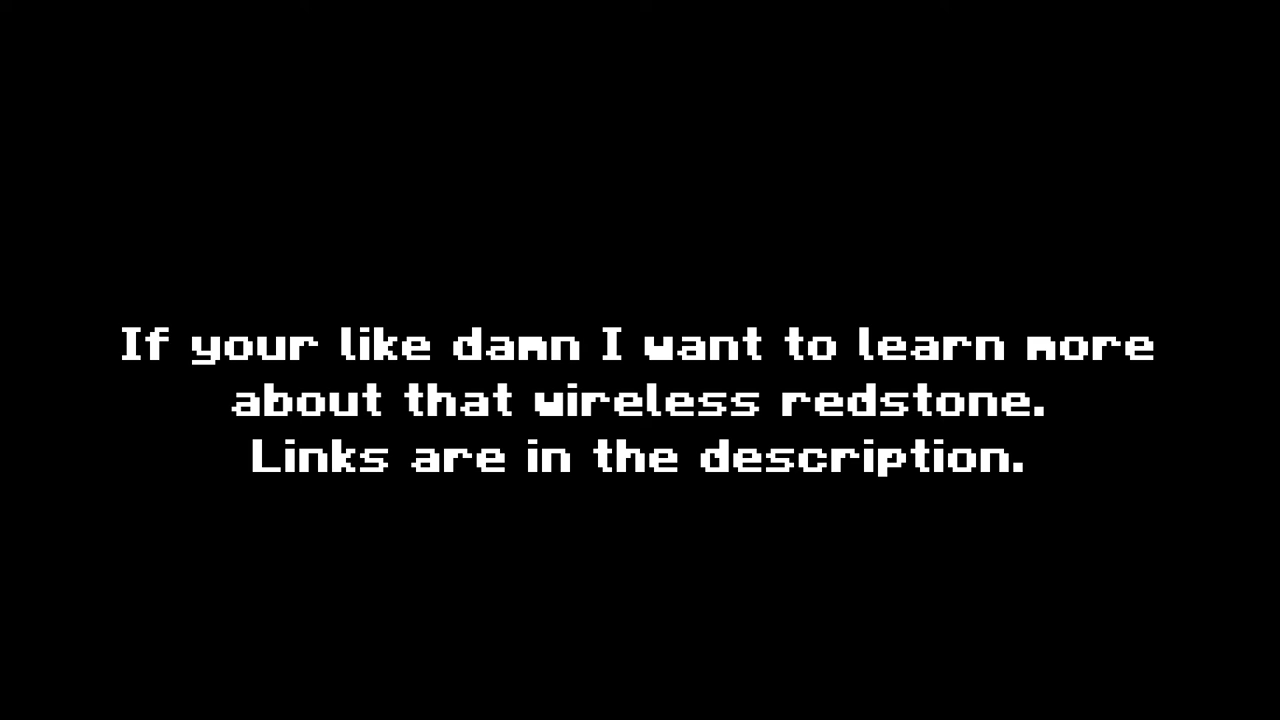 If your like damn I want to learn more
about that wireless redstone.
Links are in the description.